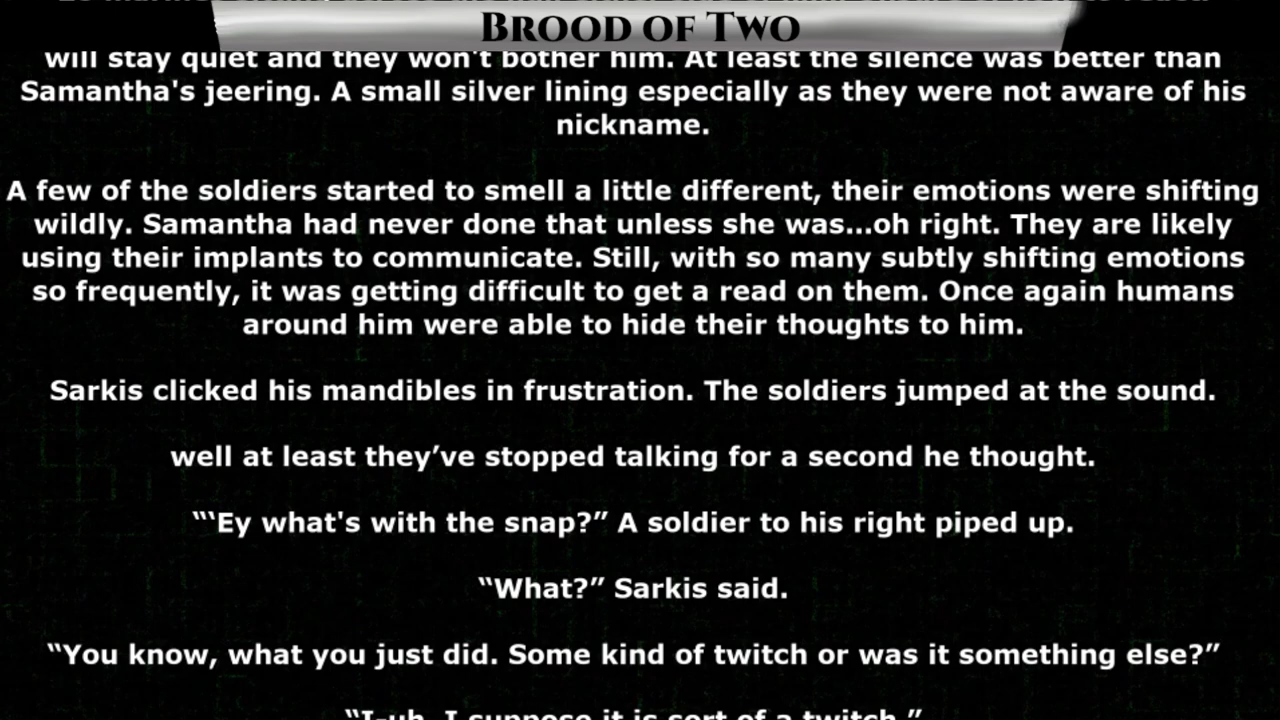 Brood of Two
will stay quiet and they won't bother him. At least the silence was better than
Samantha's jeering. A small silver lining especially as they were not aware of his
nickname.
A few of the soldiers started to smell a little different, their emotions were shifting
wildly. Samantha had never done that unless she was...oh right. They are likely
using their implants to communicate. Still, with so many subtly shifting emotions
so frequently, it was getting difficult to get a read on them. Once again humans
around him were able to hide their thoughts to him.
Sarkis clicked his mandibles in frustration. The soldiers jumped at the sound.
well at least they’ve stopped talking for a second he thought.
“‘Ey what's with the snap?” A soldier to his right piped up.
“What?” Sarkis said.
“You know, what you just did. Some kind of twitch or was it something else?”
“I-uh, I suppose it is sort of a twitch.”